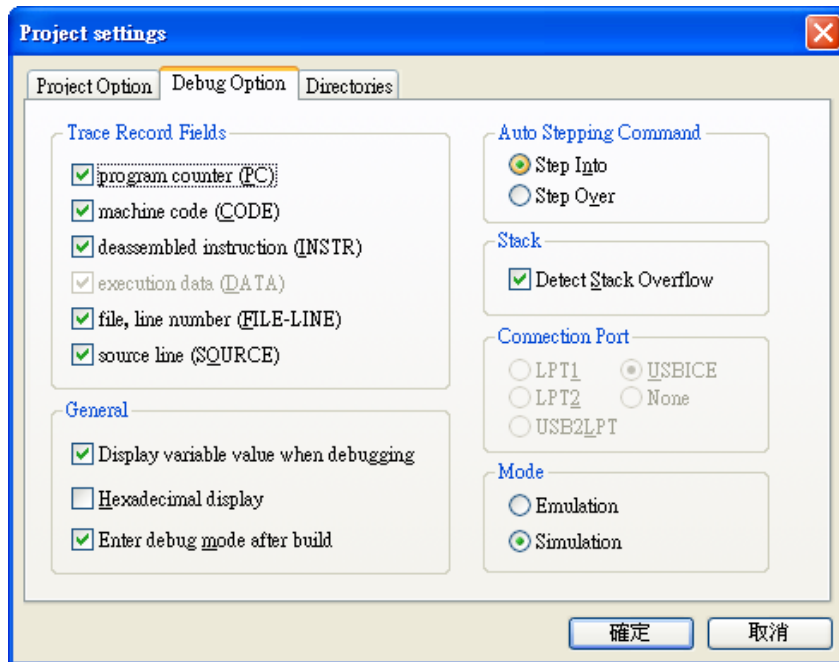 Project settings
Project Option
Debug Option
Directories
Trace Record Fields
program counter (PC)
machine code (CODE)
deassembled instruction (INSTR)
execution data (DATA)
file, line number (FILE-LINE)
source line (SOURCE)
General
Display variable value when debugging
Hexadecimal display
Enter debug mode after build
Auto Stepping Command
Step Into
Step Over
Stack
Detect Stack Overflow
Connection Port
LPT1
USBICE
LPT2
None
USB2LPT
Mode
Emulation
Simulation
確定
取消